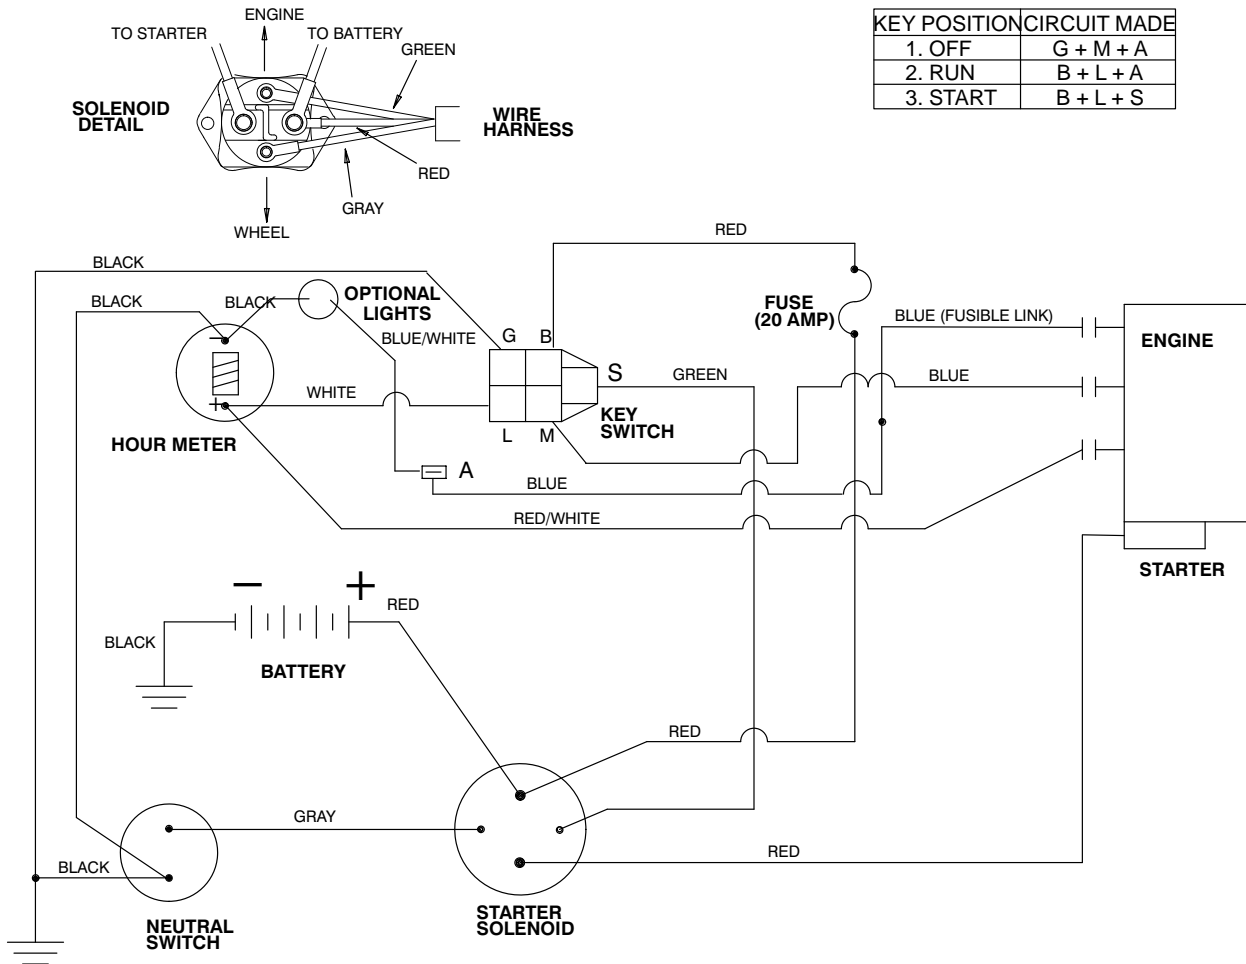 ENGINE
TO STARTER
TO BATTERY
GREEN
SOLENOID
DETAIL
WIRE
HARNESS
RED
GRAY
WHEEL
KEY POSITION CIRCUIT MADE
1. OFF G + M + A
2. RUN B + L + A
3. START B + L + S
RED
BLACK
BLACK
BLACK
OPTIONAL
LIGHTS
FUSE
(20 AMP)
BLUE (FUSIBLE LINK)
ENGINE
BLUE/WHITE
G B
S
GREEN
BLUE
−
+
WHITE
KEY
SWITCH
L M
HOUR METER
A
BLUE
RED/WHITE
STARTER
− +
RED
BLACK
BATTERY
RED
GRAY
RED
BLACK
NEUTRAL
SWITCH
STARTER
SOLENOID